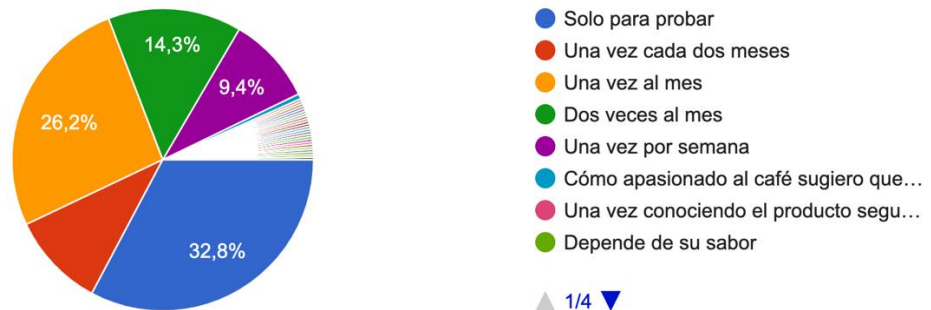 14,3%
9,4%
26,2%
32,8%
Solo para probar
Una vez cada dos meses
Una vez al mes
Dos veces al mes
Una vez por semana
Cómo apasionado al café sugiero que…
Una vez conociendo el producto segu…
Depende de su sabor
1/4